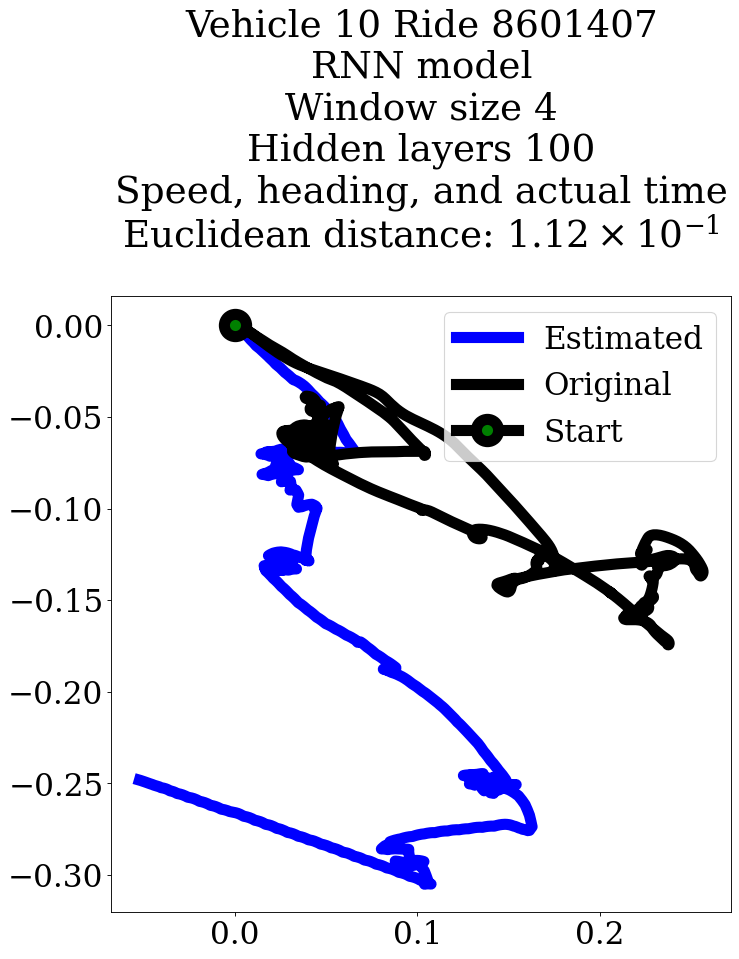 Vehicle 10 Ride 8601407
RNN model
Window size 4
Hidden layers 100
Speed, heading, and actual time
Euclidean distance: 1.12 × 10⁻¹
Estimated
Original
Start
0.00
−0.05
−0.10
−0.15
−0.20
−0.25
−0.30
0.0 0.1 0.2